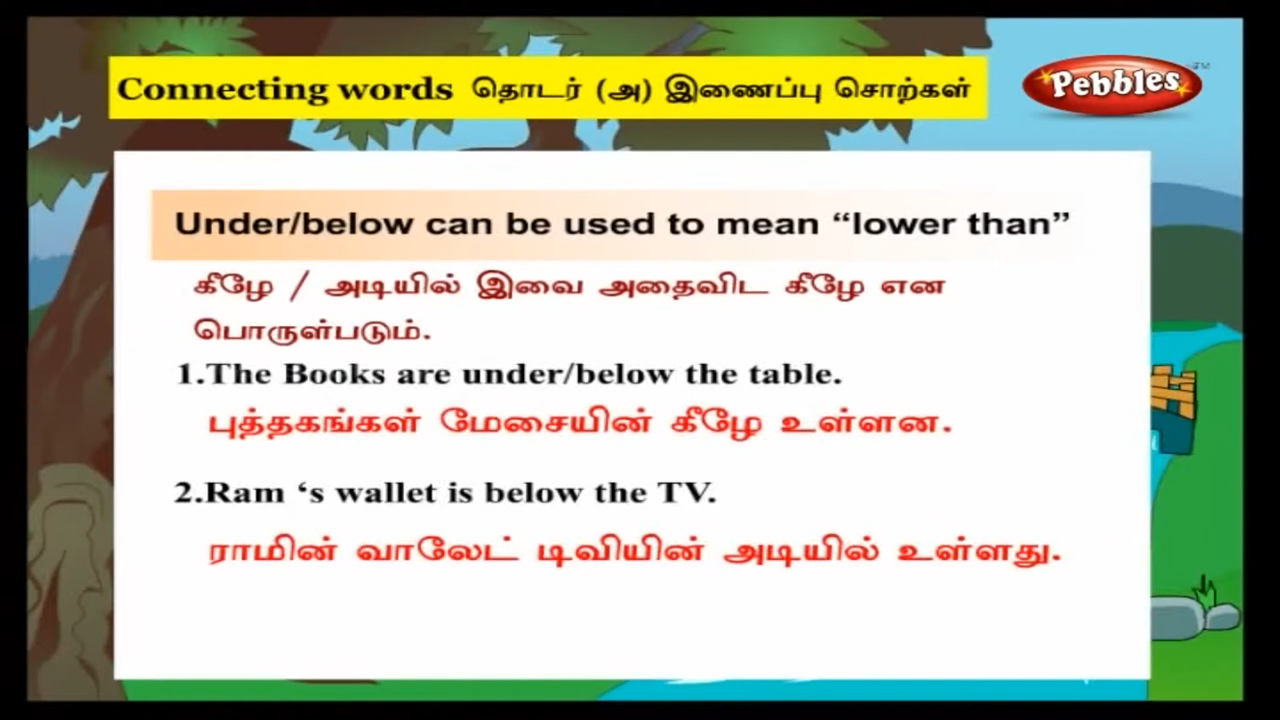 Connecting words தொடர் (அ) இணைப்பு சொற்கள்
Pebbles TM
Under/below can be used to mean “lower than”
கீழே / அடியில் இவை அதைவிட கீழே என
பொருள்படும்.
1.The Books are under/below the table.
புத்தகங்கள் மேசையின் கீழே உள்ளன.
2.Ram ‘s wallet is below the TV.
ராமின் வாலேட் டிவியின் அடியில் உள்ளது.